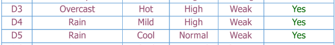 D3 Overcast Hot High Weak Yes
D4 Rain Mild High Weak Yes
D5 Rain Cool Normal Weak Yes